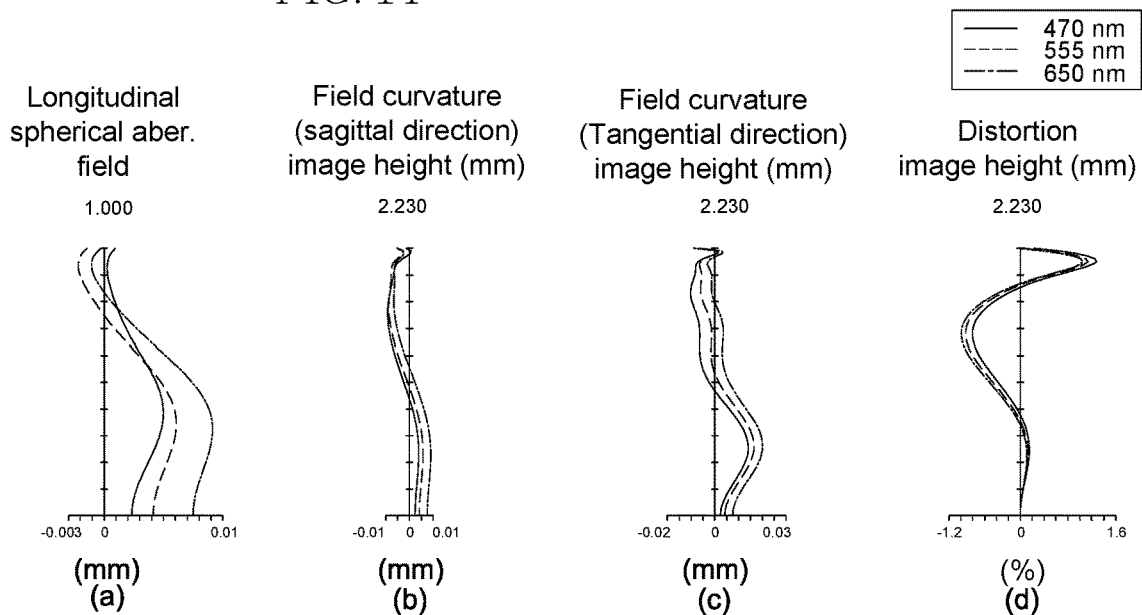 470 nm
555 nm
650 nm
Longitudinal
spherical aber.
field
1.000
Field curvature
(sagittal direction)
image height (mm)
2.230
Field curvature
(Tangential direction)
image height (mm)
2.230
Distortion
image height (mm)
2.230
-0.003 0 0.01
(mm)
(a)
-0.01 0 0.01
(mm)
(b)
-0.02 0 0.03
(mm)
(c)
-1.2 0 1.6
(%)
(d)